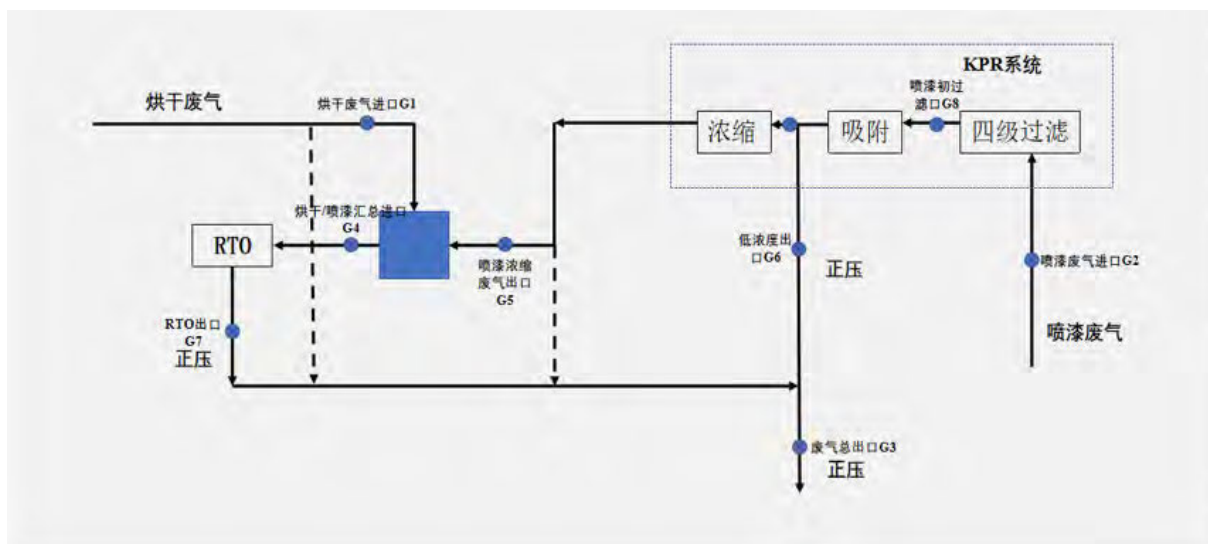 KPR系统
烘干废气
烘干废气进口G1
喷漆初过
滤口G8
浓缩
吸附
四级过滤
烘干/喷漆汇总进口
G4
RTO
喷漆浓缩
废气出口
G5
低浓度出
口G6
正压
喷漆废气进口G2
RTO出口
G7
正压
喷漆废气
废气总出口G3
正压